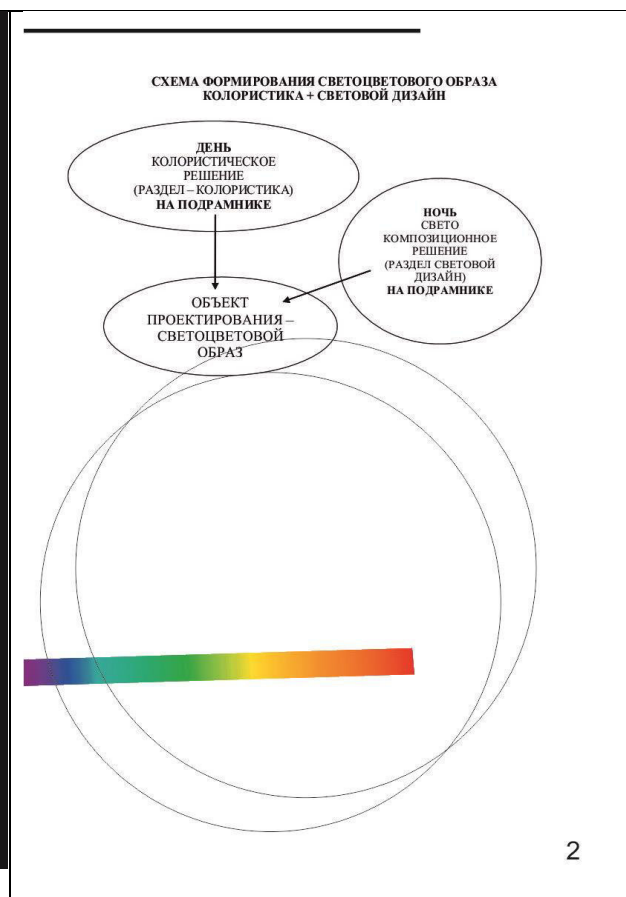 СХЕМА ФОРМИРОВАНИЯ СВЕТОЦВЕТОВОГО ОБРАЗА
КОЛОРИСТИКА + СВЕТОВОЙ ДИЗАЙН
ДЕНЬ
КОЛОРИСТИЧЕСКОЕ
РЕШЕНИЕ
(РАЗДЕЛ – КОЛОРИСТИКА)
НА ПОДРАМНИКЕ
НОЧЬ
СВЕТО
КОМПОЗИЦИОННОЕ
РЕШЕНИЕ
(РАЗДЕЛ СВЕТОВОЙ
ДИЗАЙН)
НА ПОДРАМНИКЕ
ОБЪЕКТ
ПРОЕКТИРОВАНИЯ –
СВЕТОЦВЕТОВОЙ
ОБРАЗ
2